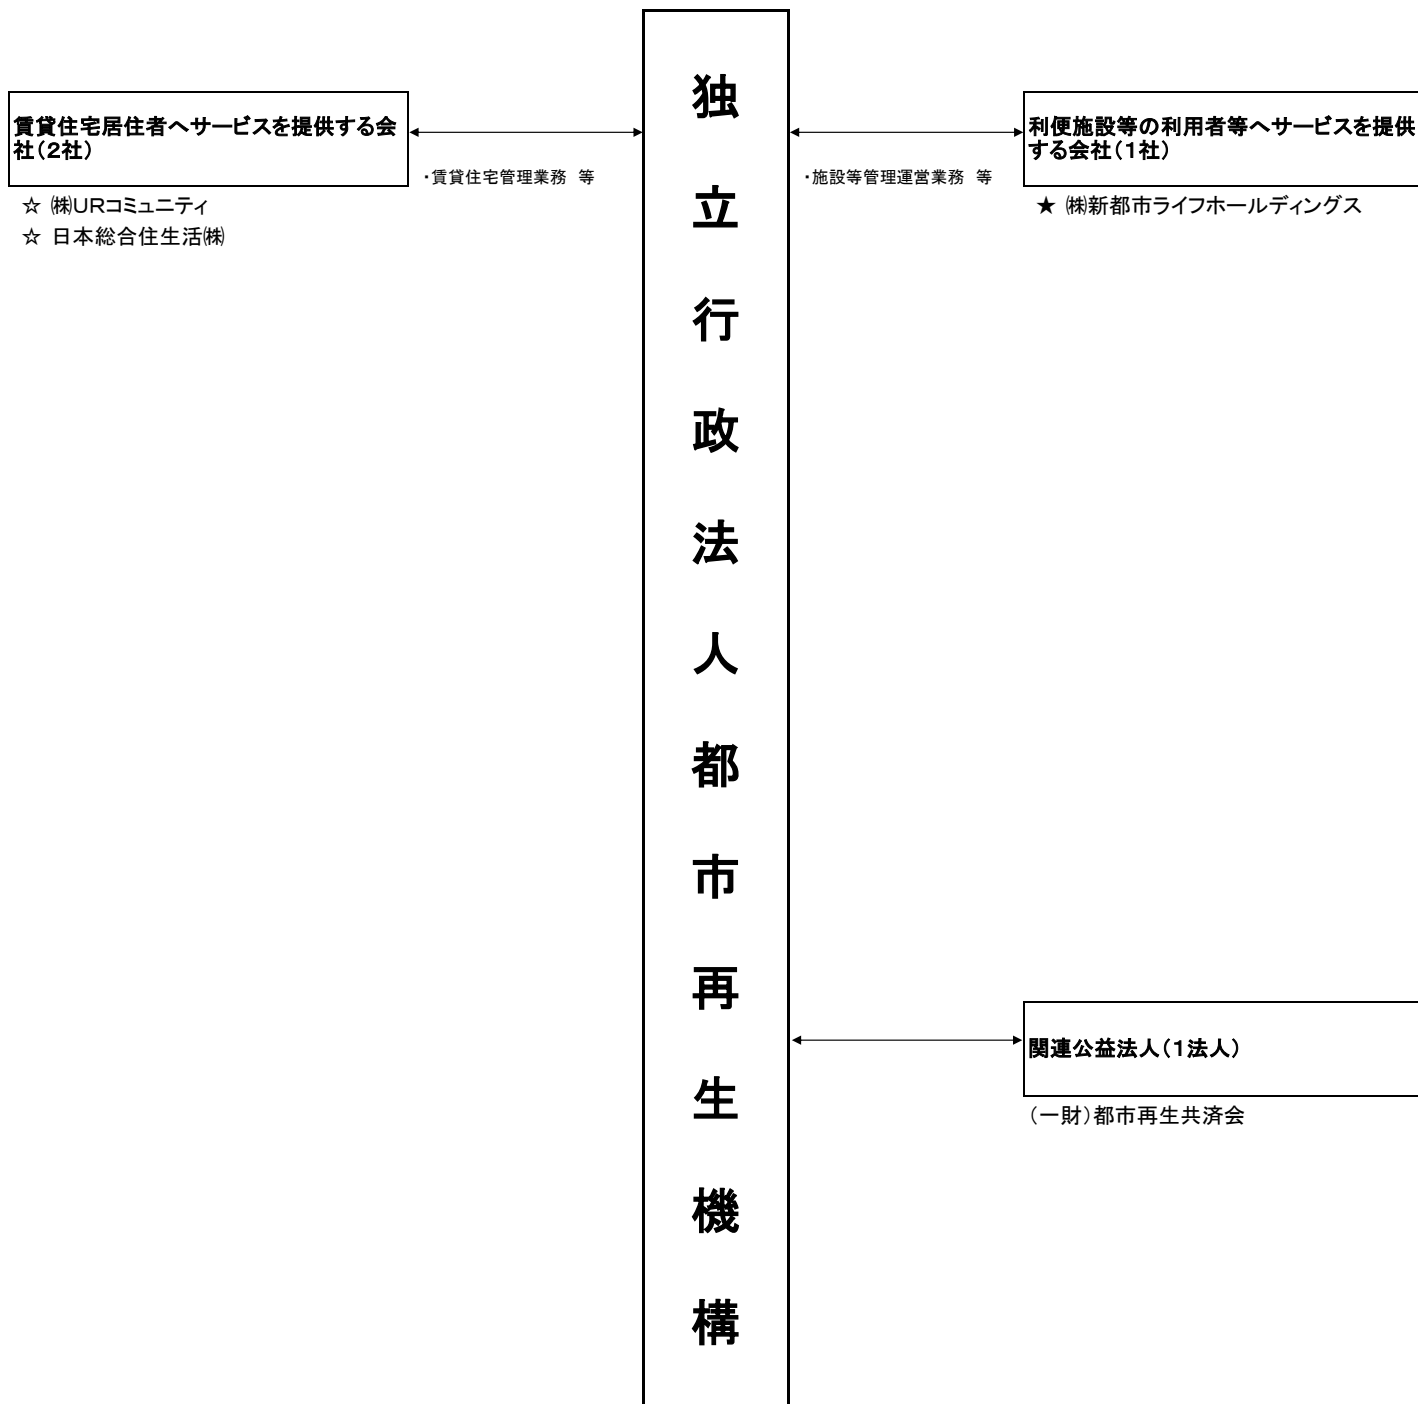 独立行政法人都市再生機構
賃貸住宅居住者へサービスを提供する会
社（2社）
・賃貸住宅管理業務　等
☆ ㈱URコミュニティ
☆ 日本総合住生活㈱
利便施設等の利用者等へサービスを提供
する会社（1社）
・施設等管理運営業務　等
★ ㈱新都市ライフホールディングス
関連公益法人（1法人）
（一財）都市再生共済会